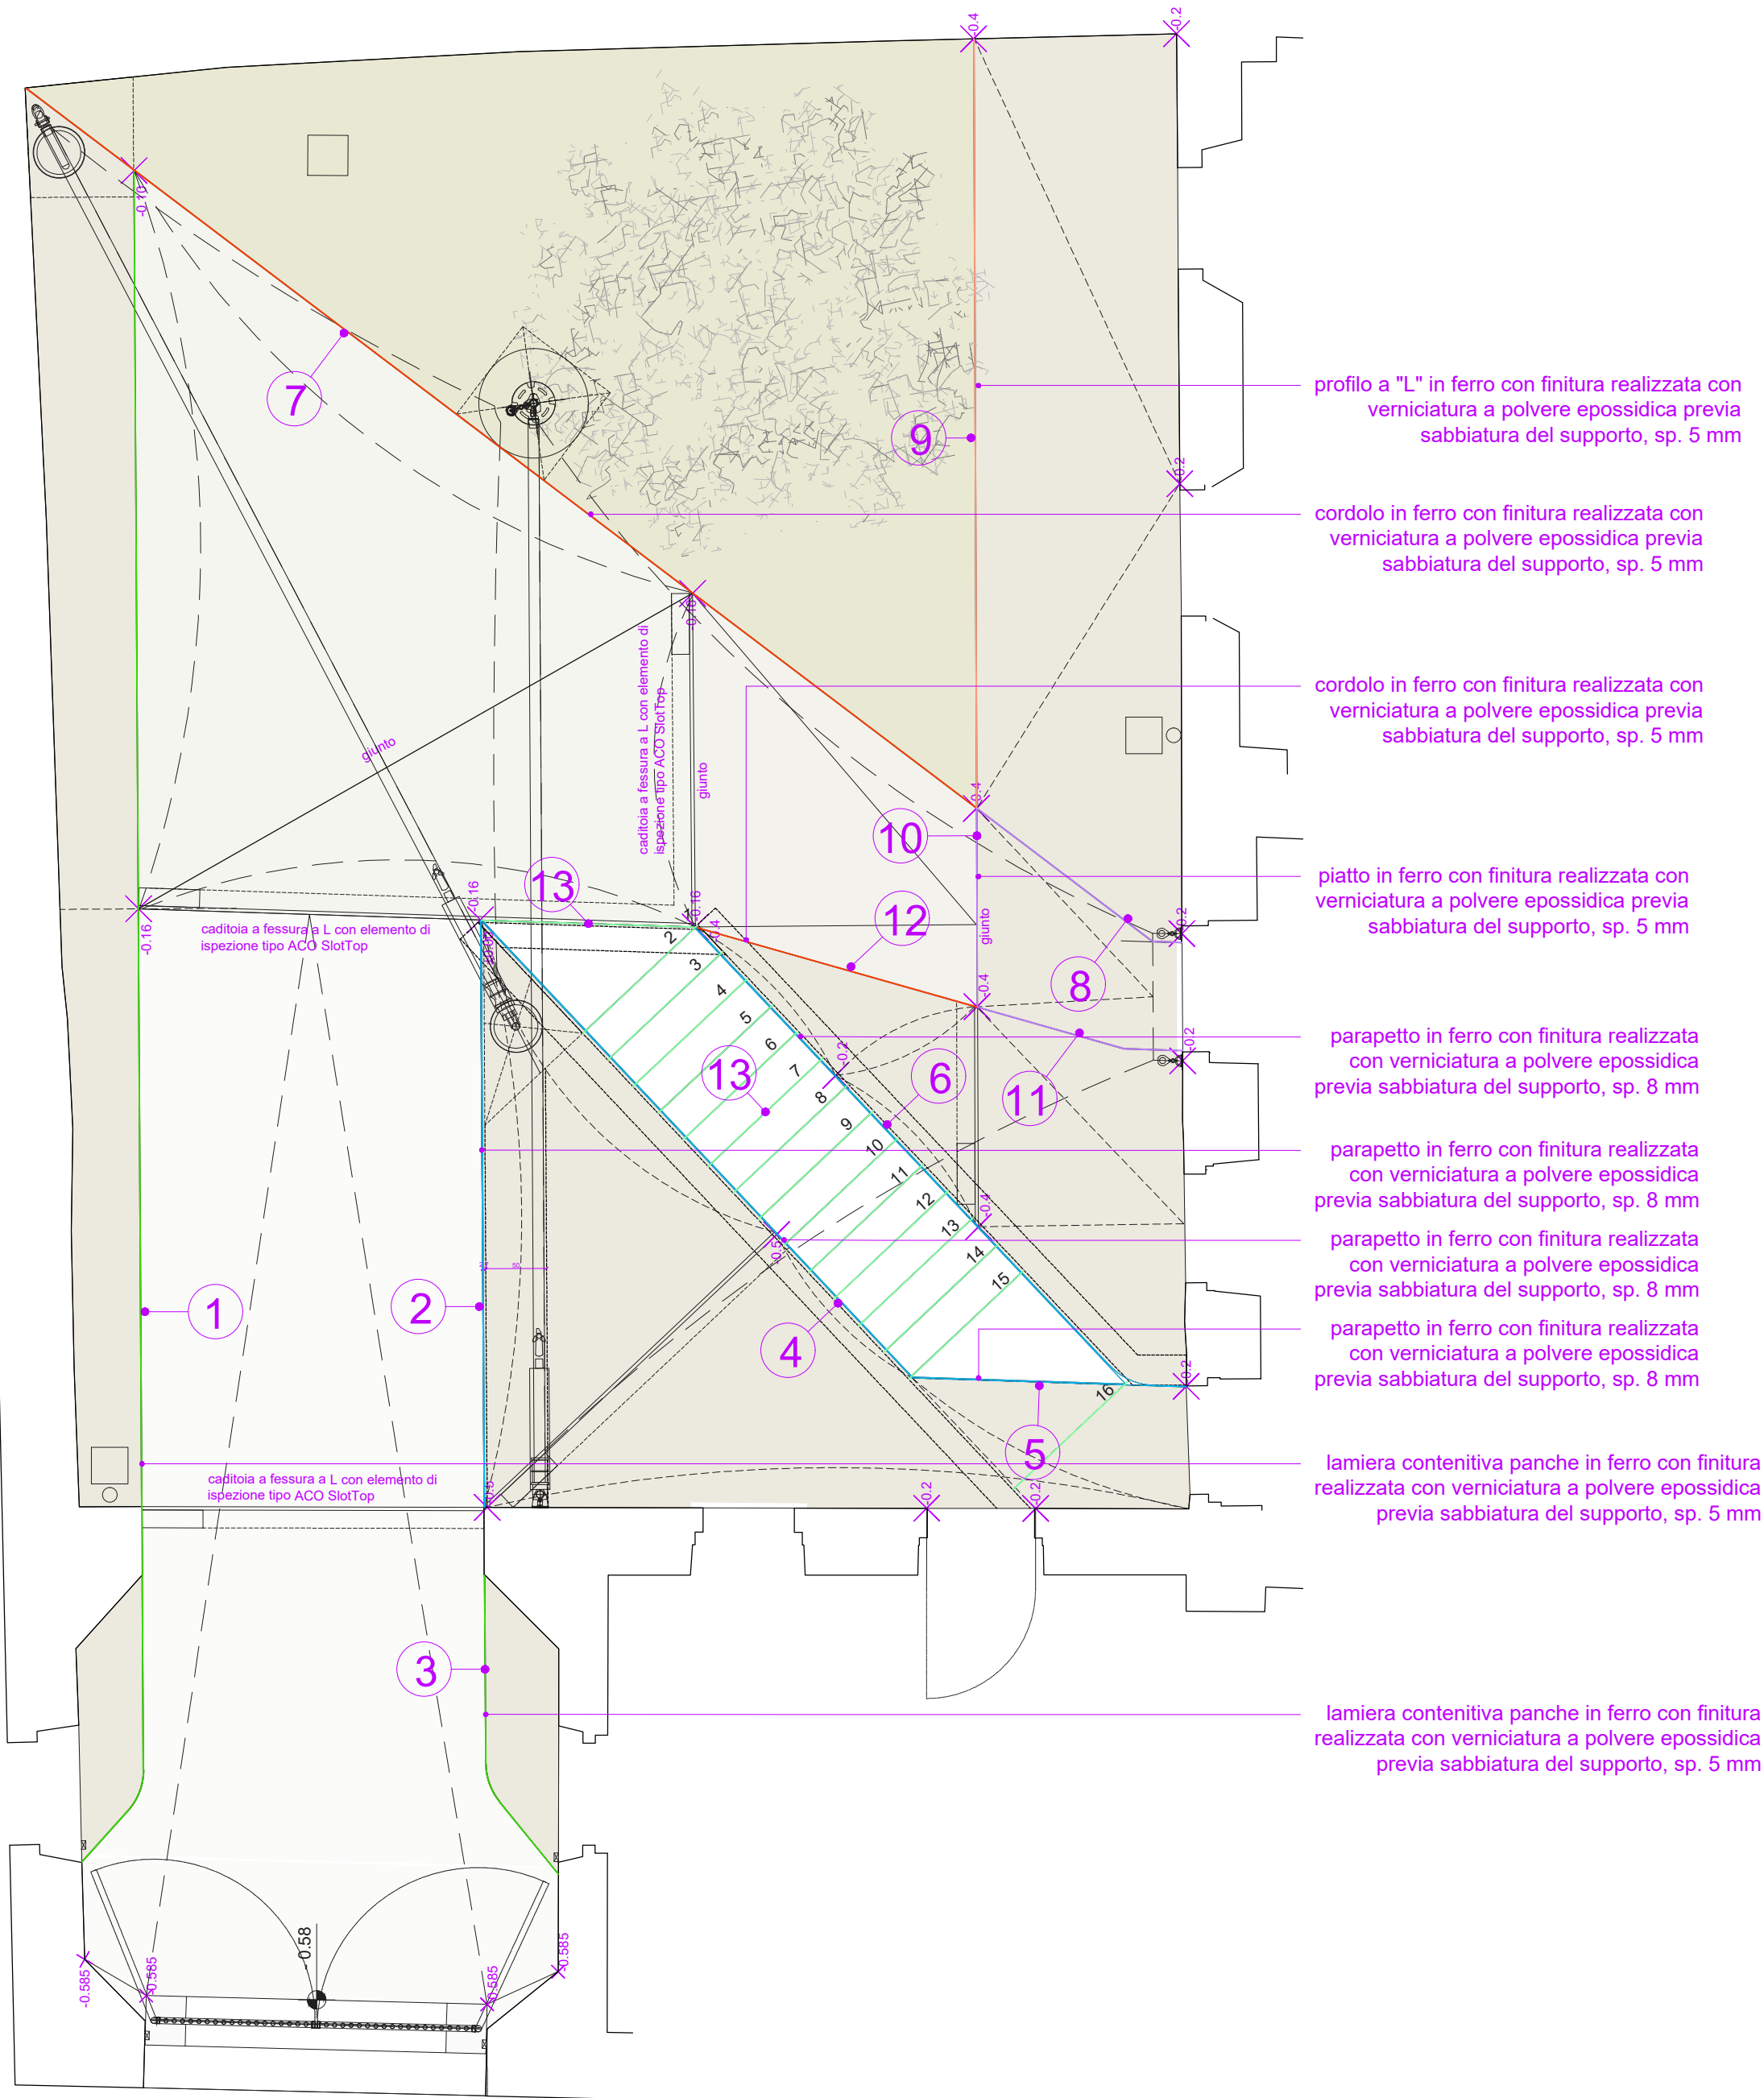 -0.4
-0.2
-0.10
7
9
profilo a "L" in ferro con finitura realizzata con
verniciatura a polvere epossidica previa
sabbiatura del supporto, sp. 5 mm
-0.2
cordolo in ferro con finitura realizzata con
verniciatura a polvere epossidica previa
sabbiatura del supporto, sp. 5 mm
-0.16
caditoia a fessura a L con elemento di
ispezione tipo ACO SlotTop
giunto
giunto
cordolo in ferro con finitura realizzata con
verniciatura a polvere epossidica previa
sabbiatura del supporto, sp. 5 mm
-0.4
10
13
12
piatto in ferro con finitura realizzata con
verniciatura a polvere epossidica previa
sabbiatura del supporto, sp. 5 mm
-0.16
-0.16
-0.16
-0.4
giunto
-0.2
caditoia a fessura a L con elemento di
ispezione tipo ACO SlotTop
8
-0.4
2
3
4
5
6
7
8
9
10
11
12
13
14
15
16
13
-0.2
6
11
-0.2
parapetto in ferro con finitura realizzata
con verniciatura a polvere epossidica
previa sabbiatura del supporto, sp. 8 mm
parapetto in ferro con finitura realizzata
con verniciatura a polvere epossidica
previa sabbiatura del supporto, sp. 8 mm
-0.4
-0.5
parapetto in ferro con finitura realizzata
con verniciatura a polvere epossidica
previa sabbiatura del supporto, sp. 8 mm
1
2
4
parapetto in ferro con finitura realizzata
con verniciatura a polvere epossidica
previa sabbiatura del supporto, sp. 8 mm
-0.2
5
lamiera contenitiva panche in ferro con finitura
realizzata con verniciatura a polvere epossidica
previa sabbiatura del supporto, sp. 5 mm
caditoia a fessura a L con elemento di
ispezione tipo ACO SlotTop
-0.5
-0.2
-0.2
3
lamiera contenitiva panche in ferro con finitura
realizzata con verniciatura a polvere epossidica
previa sabbiatura del supporto, sp. 5 mm
-0.58
-0.585
-0.585
-0.585
-0.585